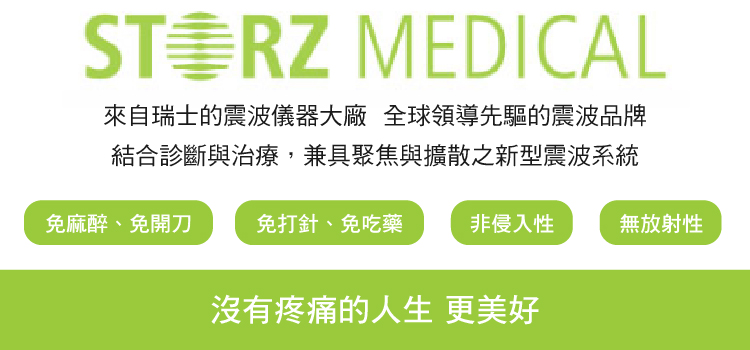 STORZ MEDICAL
來自瑞士的震波儀器大廠 全球領導先驅的震波品牌
結合診斷與治療，兼具聚焦與擴散之新型震波系統
免麻醉、免開刀 免打針、免吃藥 非侵入性 無放射性
沒有疼痛的人生 更美好